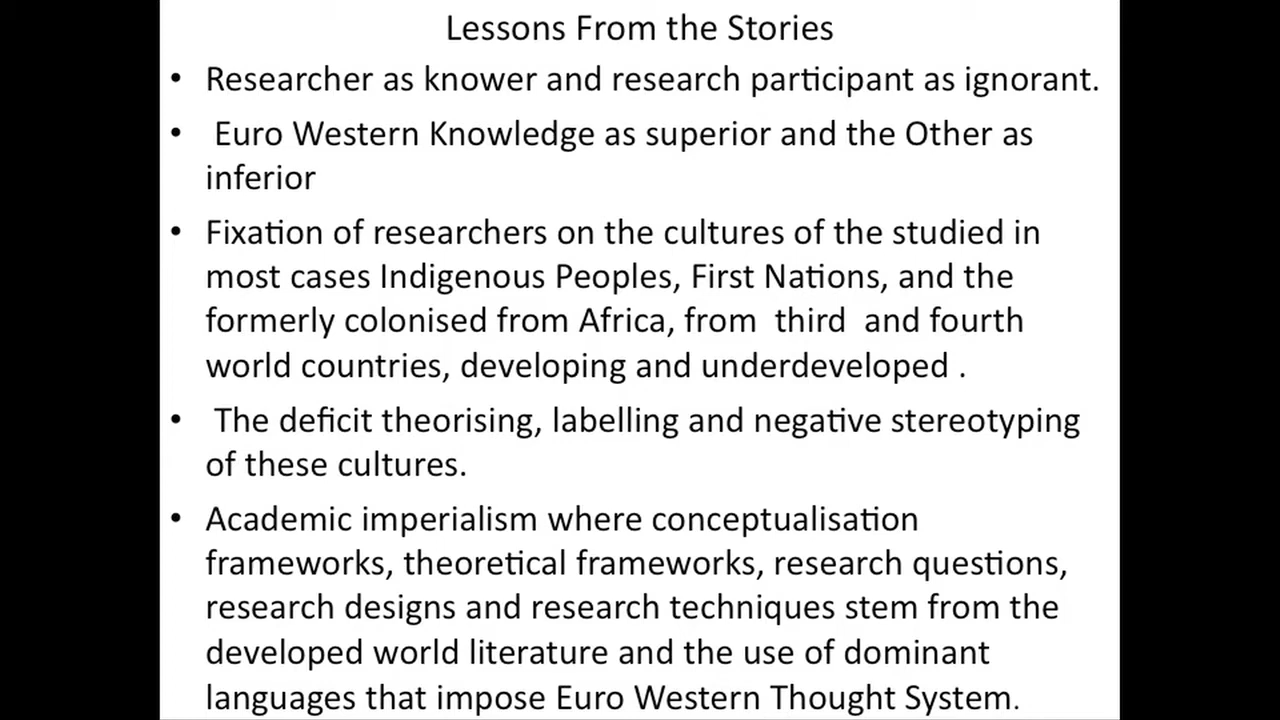 Lessons From the Stories
• Researcher as knower and research participant as ignorant.
• Euro Western Knowledge as superior and the Other as
inferior
• Fixation of researchers on the cultures of the studied in
most cases Indigenous Peoples, First Nations, and the
formerly colonised from Africa, from third and fourth
world countries, developing and underdeveloped .
• The deficit theorising, labelling and negative stereotyping
of these cultures.
• Academic imperialism where conceptualisation
frameworks, theoretical frameworks, research questions,
research designs and research techniques stem from the
developed world literature and the use of dominant
languages that impose Euro Western Thought System.